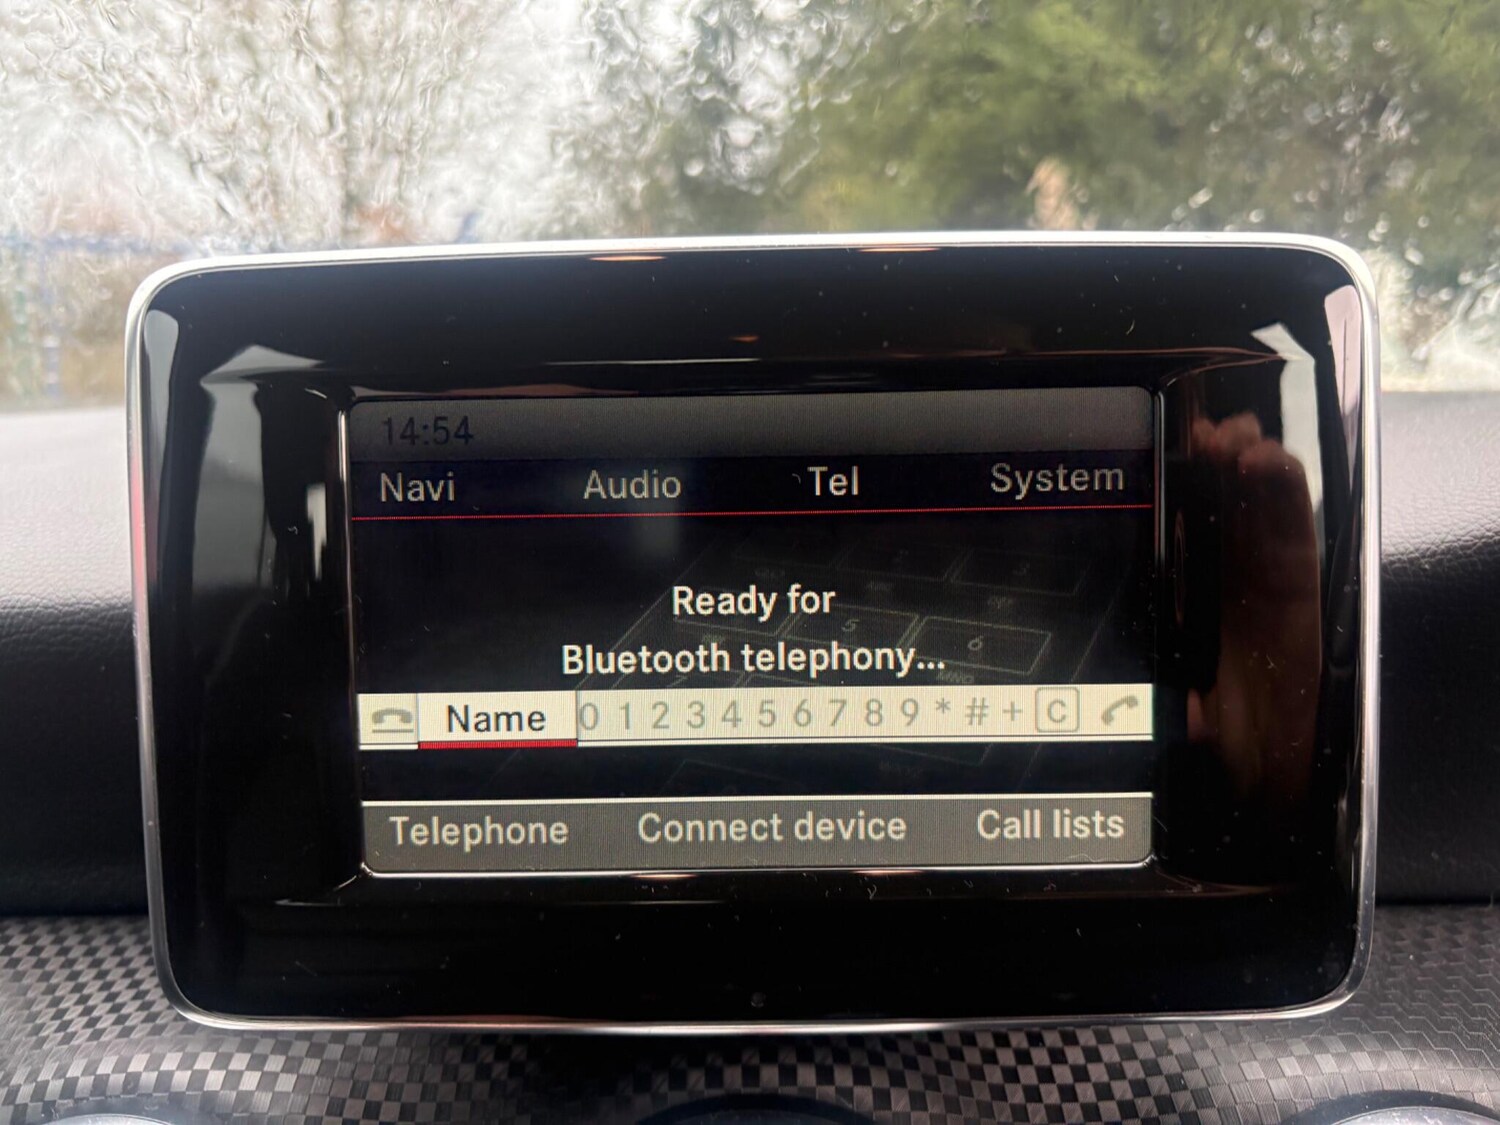 14:54
Navi Audio Tel System
Ready for
Bluetooth telephony...
Name 0 1 2 3 4 5 6 7 8 9 * # + C
Telephone Connect device Call lists